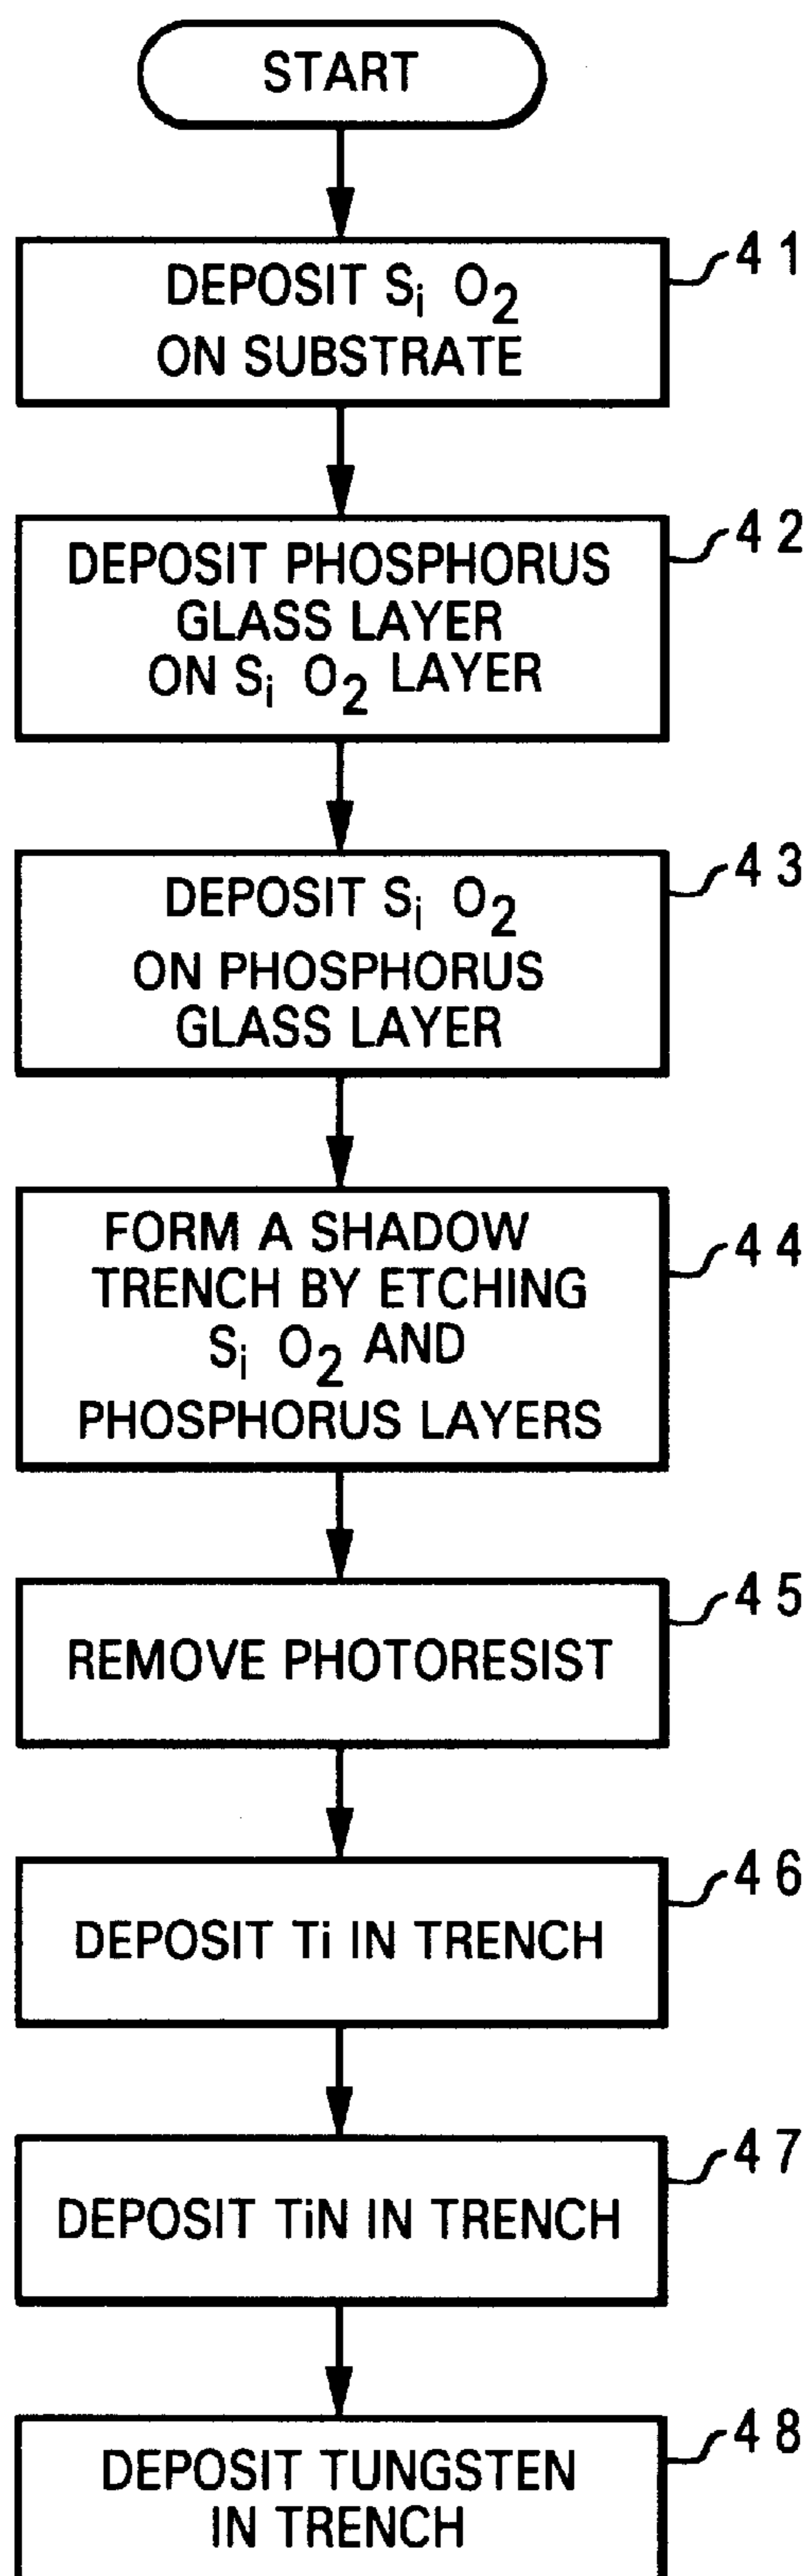 START
41
DEPOSIT Si O2
ON SUBSTRATE
42
DEPOSIT PHOSPHORUS
GLASS LAYER
ON Si O2 LAYER
43
DEPOSIT Si O2
ON PHOSPHORUS
GLASS LAYER
44
FORM A SHADOW
TRENCH BY ETCHING
Si O2 AND
PHOSPHORUS LAYERS
45
REMOVE PHOTORESIST
46
DEPOSIT Ti IN TRENCH
47
DEPOSIT TiN IN TRENCH
48
DEPOSIT TUNGSTEN
IN TRENCH